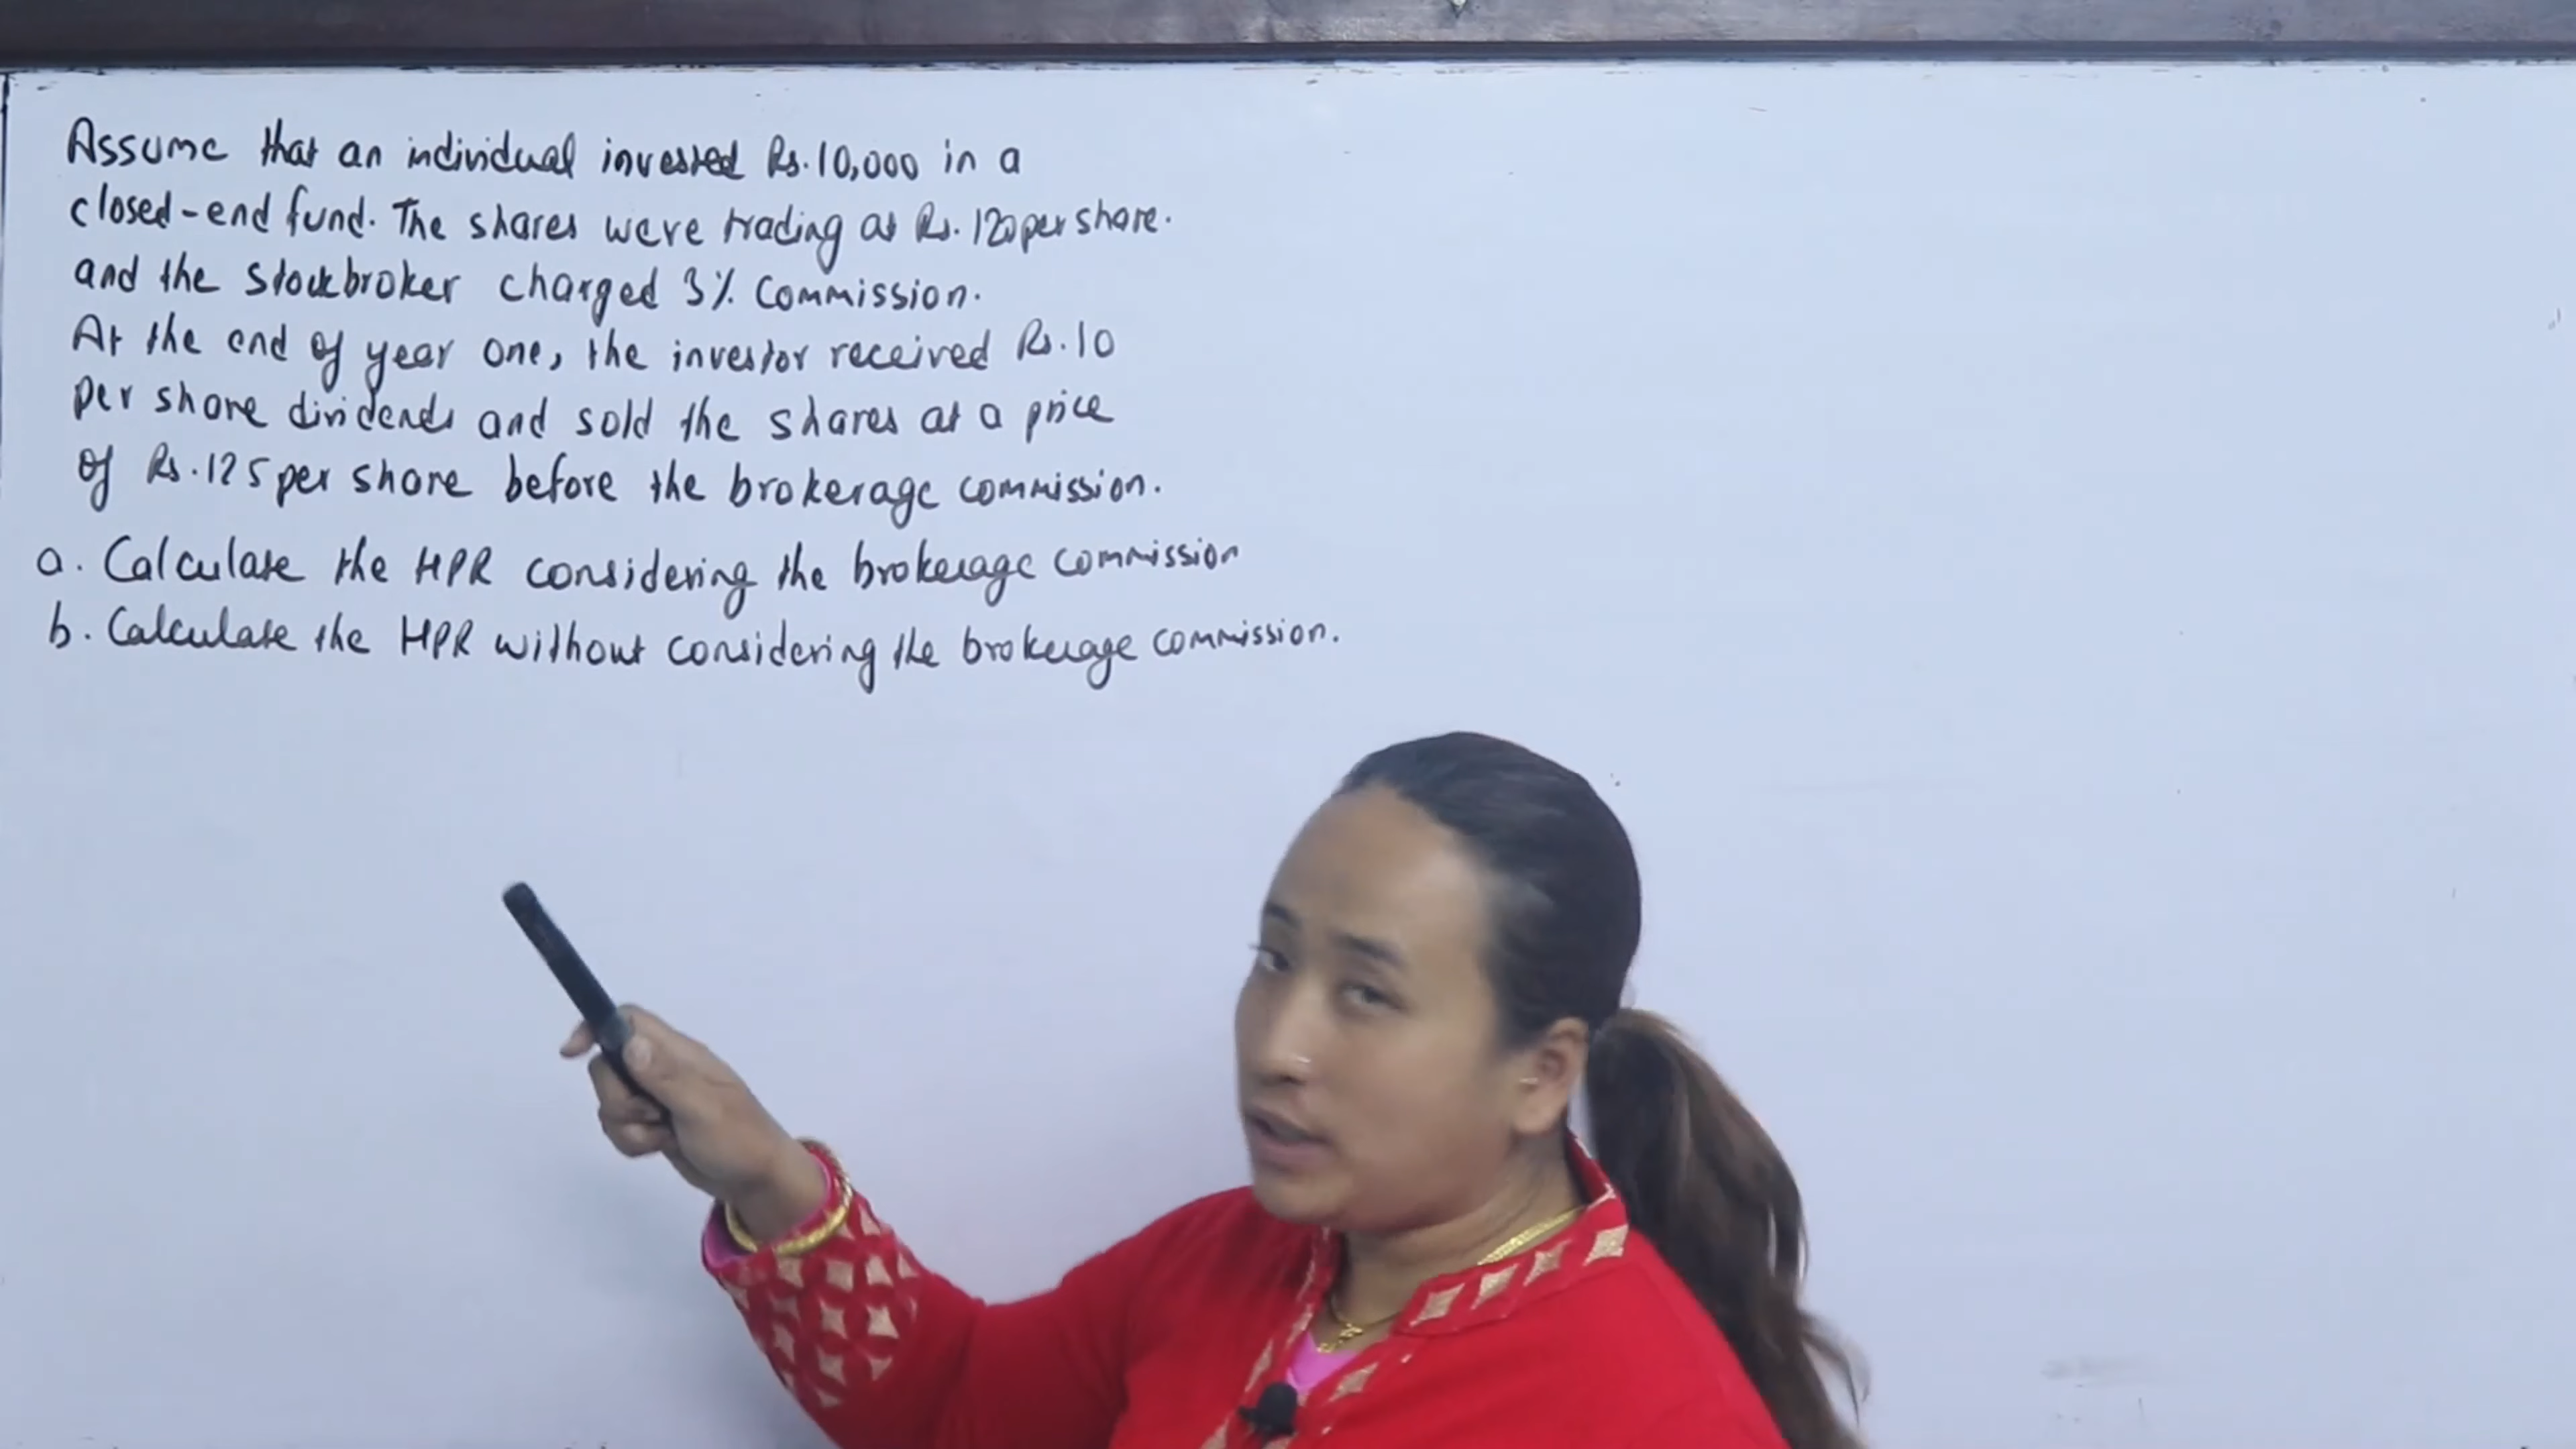 Assume that an individual invested Rs.10,000 in a
closed-end fund. The shares were trading at Rs. 120 per share.
and the stockbroker charged 3% commission.
At the end of year one, the investor received Rs.10
per share dividends and sold the shares at a price
of Rs.125 per share before the brokerage commission.
a. Calculate the HPR considering the brokerage commission
b. Calculate the HPR without considering the brokerage commission.